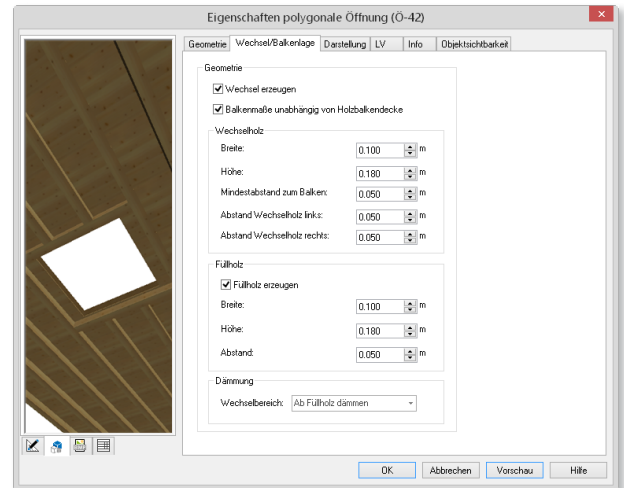 Eigenschaften polygonale Öffnung (Ö-42)
Geometrie Wechsel/Balkenlage Darstellung LV Info Objektsichtbarkeit
Geometrie
Wechsel erzeugen
Balkenmaße unabhängig von Holzbalkendecke
Wechselholz
Breite: 0.100 m
Höhe: 0.180 m
Mindestabstand zum Balken: 0.050 m
Abstand Wechselholz links: 0.050 m
Abstand Wechselholz rechts: 0.050 m
Füllholz
Füllholz erzeugen
Breite: 0.100 m
Höhe: 0.180 m
Abstand: 0.050 m
Dämmung
Wechselbereich: Ab Füllholz dämmen
OK Abbrechen Vorschau Hilfe